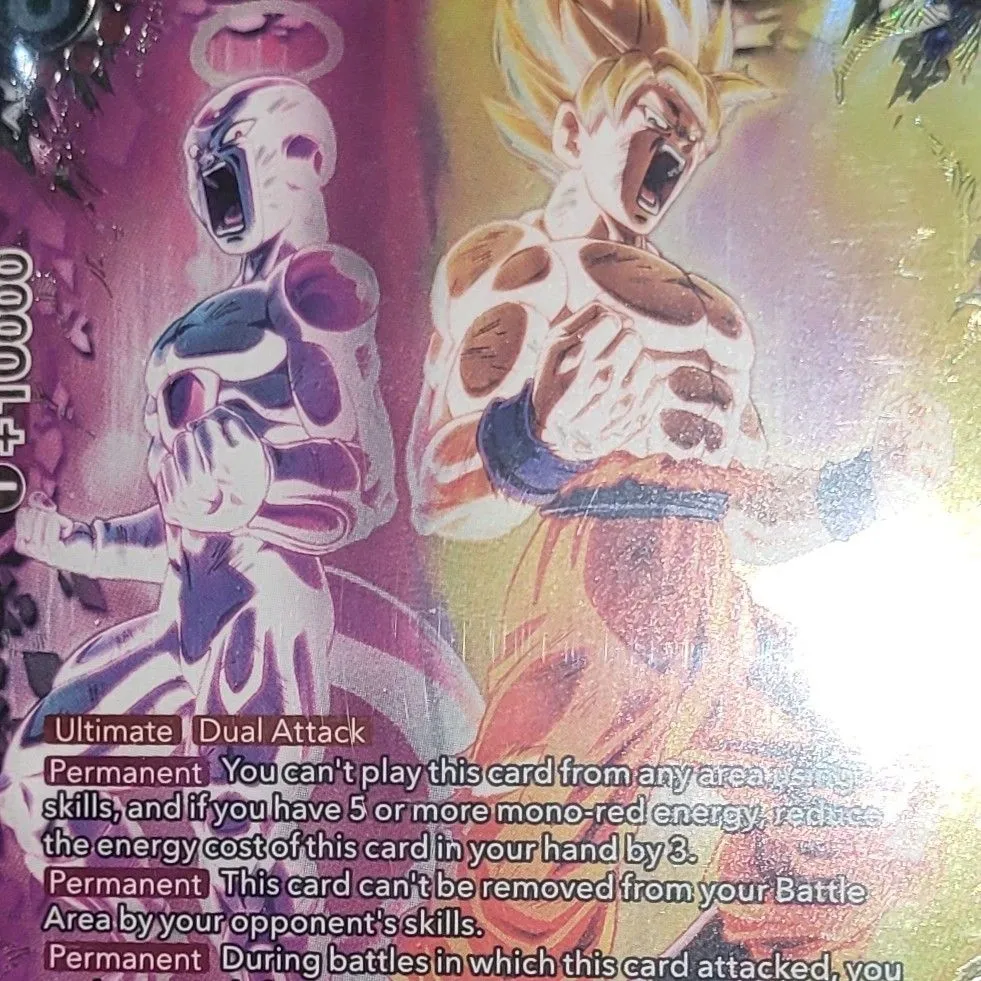 +10000
Ultimate Dual Attack
Permanent You can't play this card from any area using
skills, and if you have 5 or more mono-red energy, reduce
the energy cost of this card in your hand by 3.
Permanent This card can't be removed from your Battle
Area by your opponent's skills.
Permanent During battles in which this card attacked, you